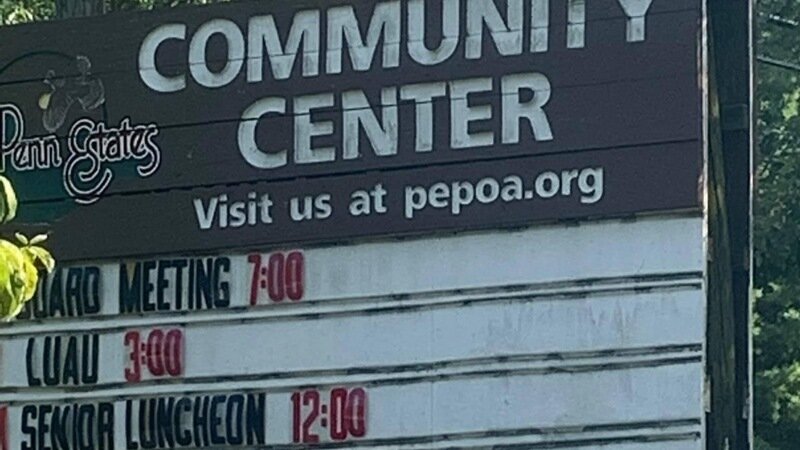 COMMUNITY
CENTER
Penn Estates
Visit us at pepoa.org
OARD MEETING 7:00
LUAU 3:00
SENIOR LUNCHEON 12:00